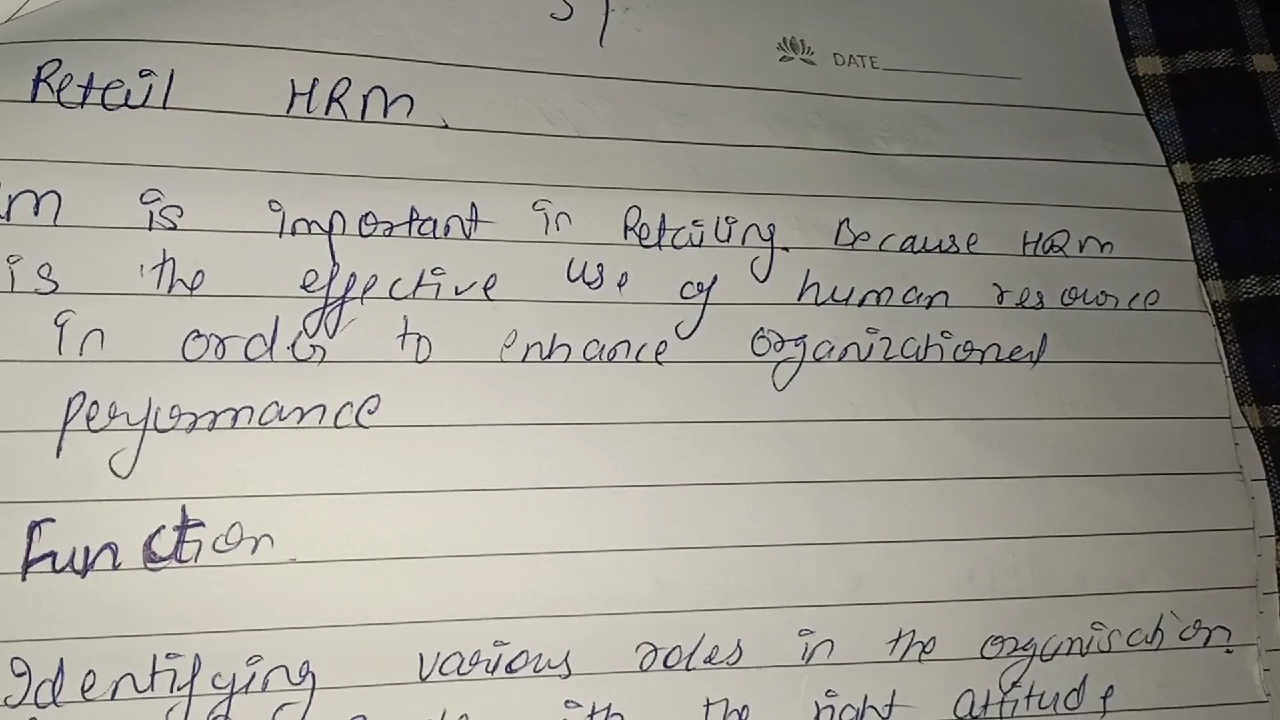 DATE
Retail HRM.
m is important in Retailing. Because HRM
is the effective use of human resource
in order to enhance organizational
performance
Function
Identifying various roles in the organisation.
the right attitude